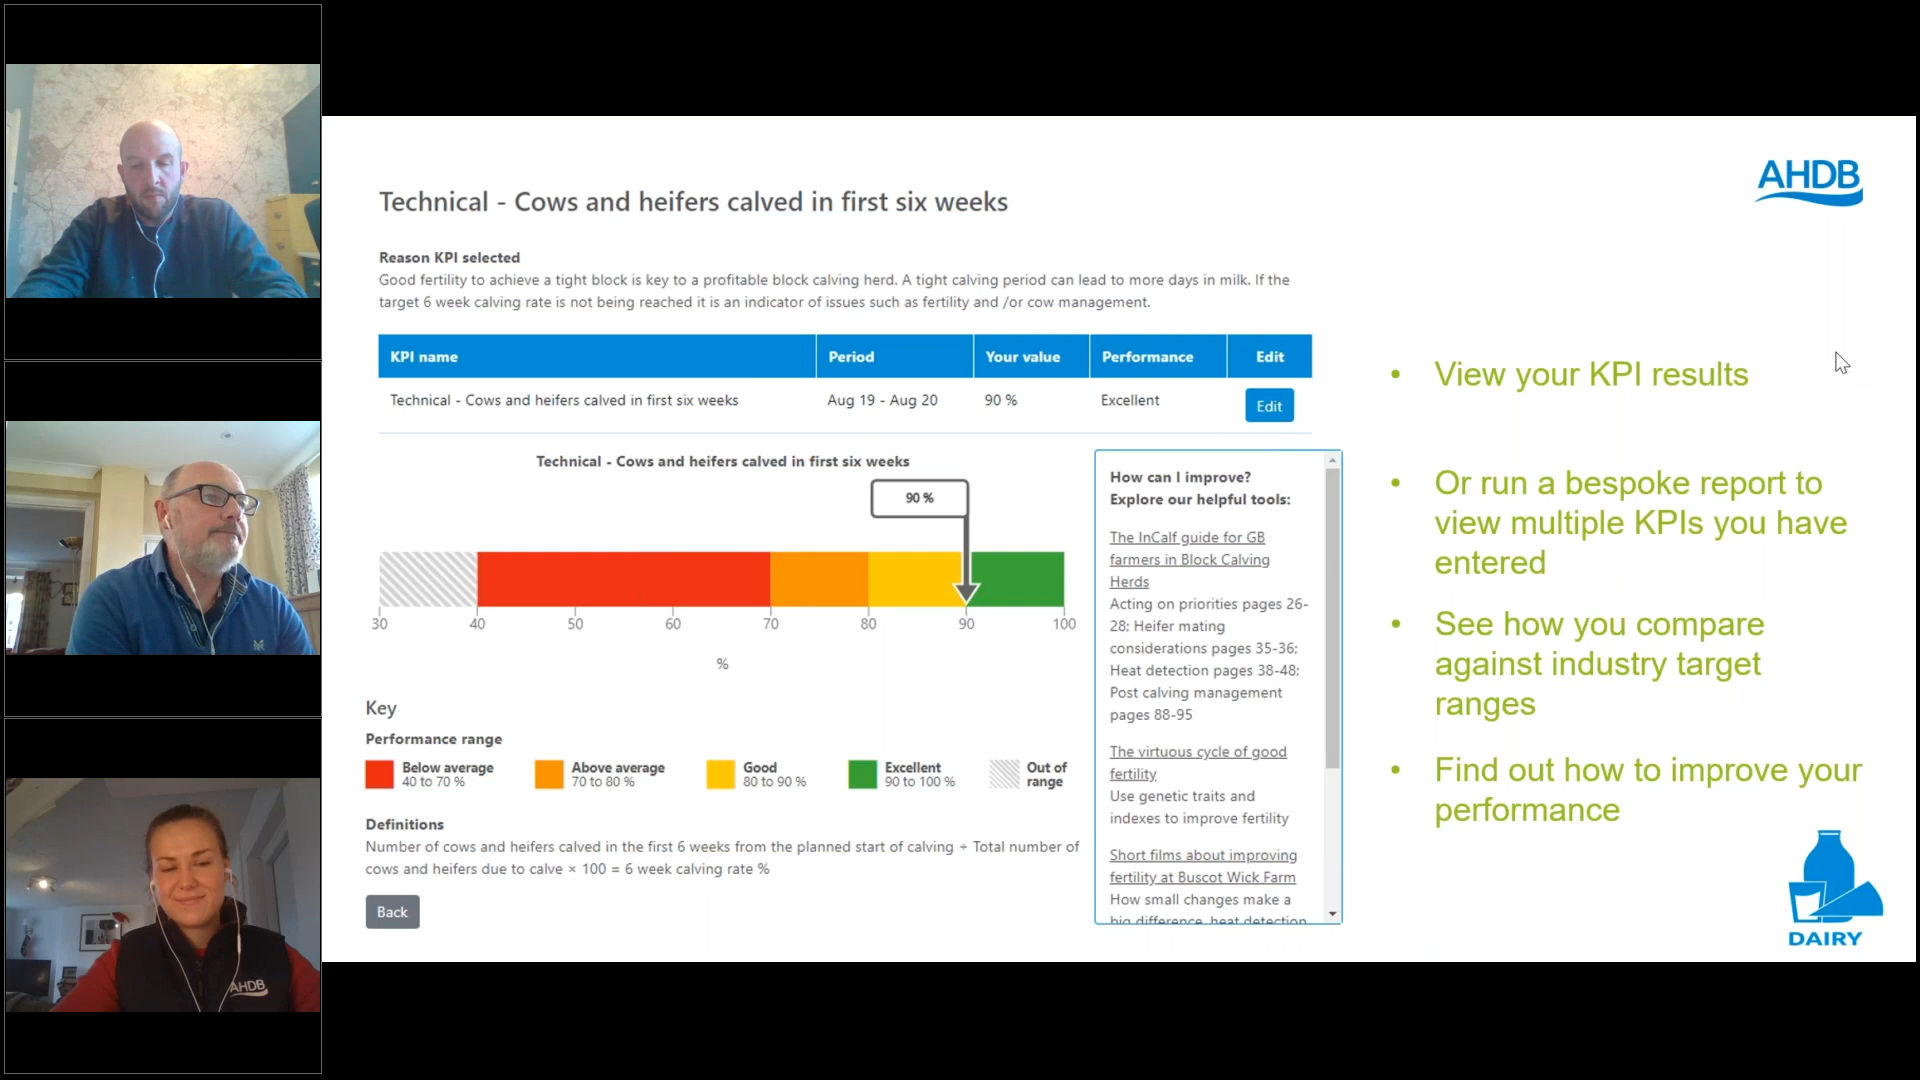 AHDB
Technical - Cows and heifers calved in first six weeks
Reason KPI selected
Good fertility to achieve a tight block is key to a profitable block calving herd. A tight calving period can lead to more days in milk. If the
target 6 week calving rate is not being reached it is an indicator of issues such as fertility and /or cow management.
KPI name Period Your value Performance Edit
Technical - Cows and heifers calved in first six weeks Aug 19 - Aug 20 90 % Excellent Edit
Technical - Cows and heifers calved in first six weeks
90 %
30 40 50 60 70 80 90 100
%
Key
Performance range
Below average
40 to 70 %
Above average
70 to 80 %
Good
80 to 90 %
Excellent
90 to 100 %
Out of
range
Definitions
Number of cows and heifers calved in the first 6 weeks from the planned start of calving ÷ Total number of
cows and heifers due to calve × 100 = 6 week calving rate %
Back
How can I improve?
Explore our helpful tools:
The InCalf guide for GB
farmers in Block Calving
Herds
Acting on priorities pages 26-
28; Heifer mating
considerations pages 35-36;
Heat detection pages 38-48;
Post calving management
pages 88-95
The virtuous cycle of good
fertility
Use genetic traits and
indexes to improve fertility
Short films about improving
fertility at Buscot Wick Farm
How small changes make a
big difference, heat detection
• View your KPI results
• Or run a bespoke report to
view multiple KPIs you have
entered
• See how you compare
against industry target
ranges
• Find out how to improve your
performance
DAIRY
AHDB